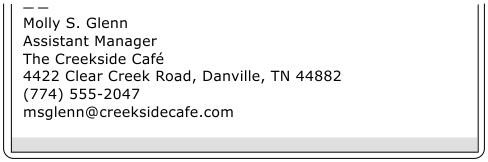 — —
Molly S. Glenn
Assistant Manager
The Creekside Café
4422 Clear Creek Road, Danville, TN 44882
(774) 555-2047
msglenn@creeksidecafe.com